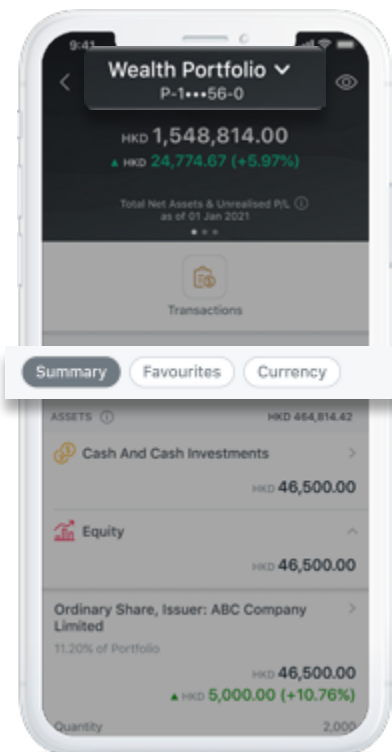 9:41
Wealth Portfolio
P-1•••56-0
HKD 1,548,814.00
▲ HKD 24,774.67 (+5.97%)
Total Net Assets & Unrealised P/L
as of 01 Jan 2021
Transactions
Summary Favourites Currency
ASSETS HKD 464,814.42
Cash And Cash Investments
HKD 46,500.00
Equity
HKD 46,500.00
Ordinary Share, Issuer: ABC Company
Limited
11.20% of Portfolio
HKD 46,500.00
▲ HKD 5,000.00 (+10.76%)
Quantity 2,000